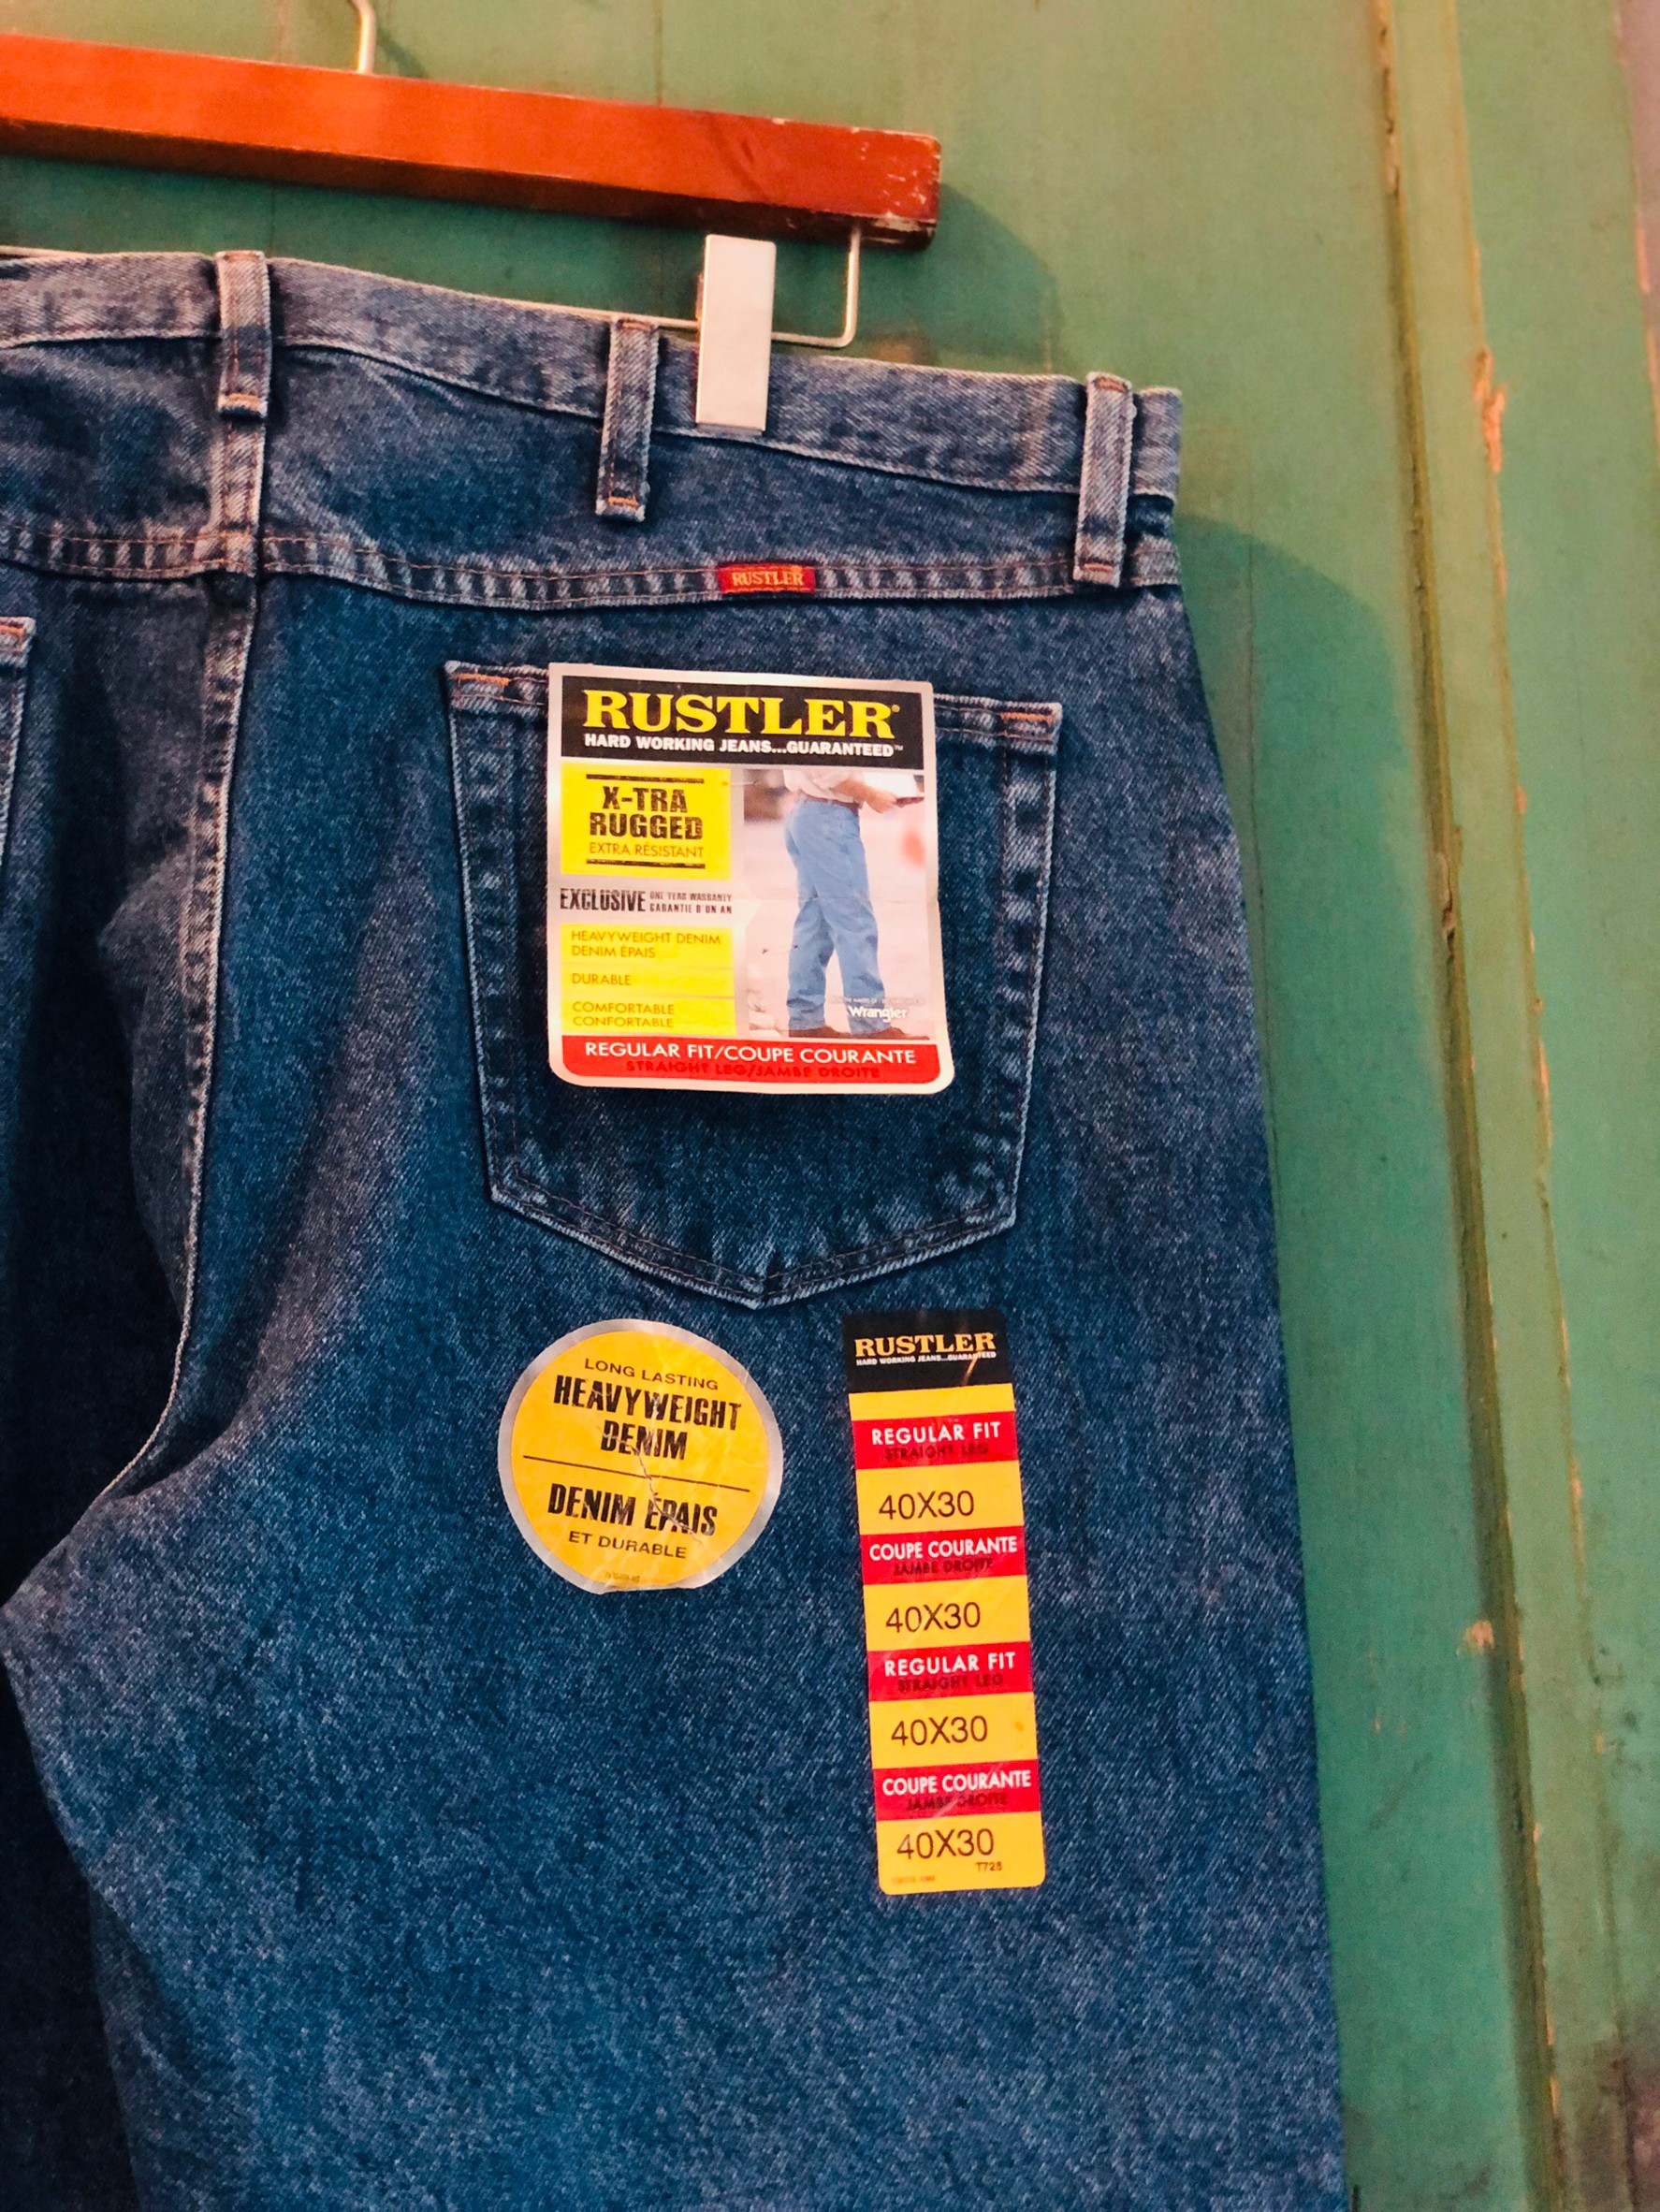 RUSTLER
RUSTLER®
HARD WORKING JEANS...GUARANTEED™
X-TRA
RUGGED
EXTRA RÉSISTANT
EXCLUSIVE ONE YEAR WARRANTY
GARANTIE D'UN AN
HEAVYWEIGHT DENIM
DENIM ÉPAIS
DURABLE
COMFORTABLE
CONFORTABLE
Wrangler
REGULAR FIT/COUPE COURANTE
STRAIGHT LEG/JAMBE DROITE
LONG LASTING
HEAVYWEIGHT
DENIM
DENIM ÉPAIS
ET DURABLE
RUSTLER
HARD WORKING JEANS...GUARANTEED
REGULAR FIT
STRAIGHT LEG
40X30
COUPE COURANTE
JAMBE DROITE
40X30
REGULAR FIT
STRAIGHT LEG
40X30
COUPE COURANTE
JAMBE DROITE
40X30
T728